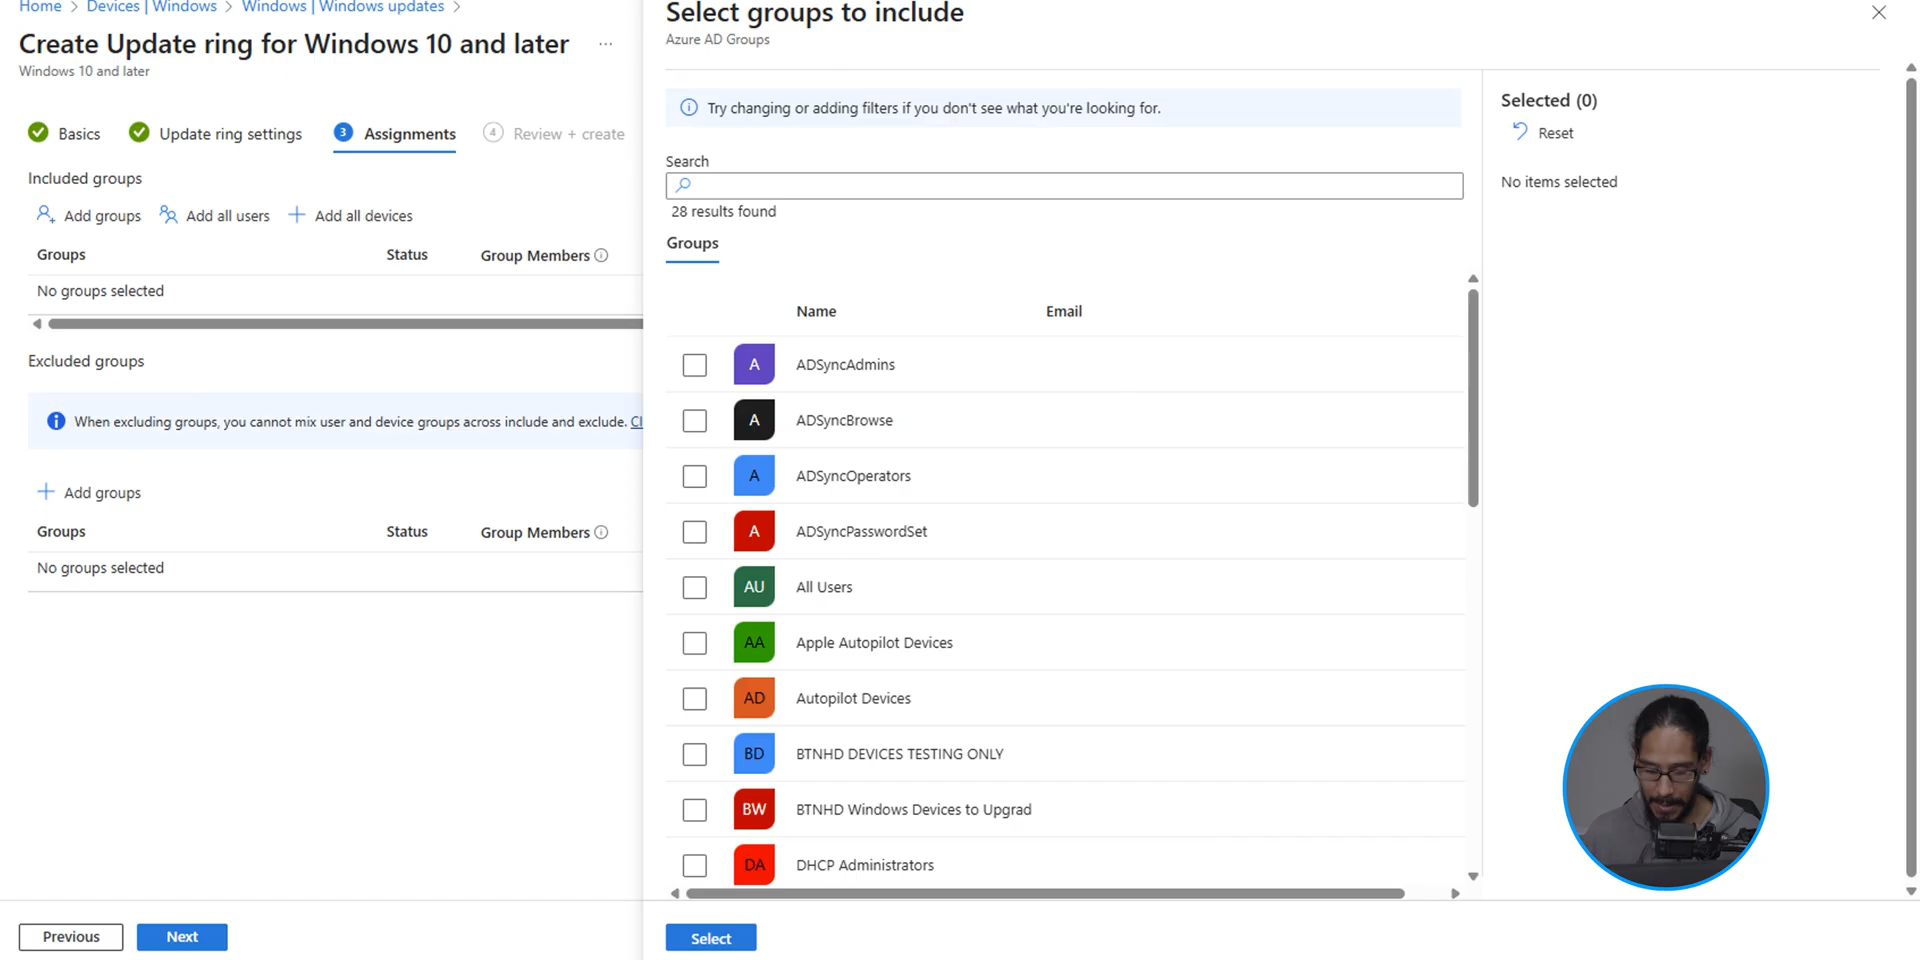 Home > Devices | Windows > Windows | Windows updates >
Create Update ring for Windows 10 and later ...
Windows 10 and later
Basics Update ring settings 3 Assignments 4 Review + create
Included groups
Add groups Add all users Add all devices
Groups Status Group Members
No groups selected
Excluded groups
When excluding groups, you cannot mix user and device groups across include and exclude. Cl
Add groups
Groups Status Group Members
No groups selected
Previous Next
Select groups to include
Azure AD Groups
Try changing or adding filters if you don't see what you're looking for.
Search
28 results found
Groups
Name Email
A ADSyncAdmins
A ADSyncBrowse
A ADSyncOperators
A ADSyncPasswordSet
AU All Users
AA Apple Autopilot Devices
AD Autopilot Devices
BD BTNHD DEVICES TESTING ONLY
BW BTNHD Windows Devices to Upgrad
DA DHCP Administrators
Select
Selected (0)
Reset
No items selected